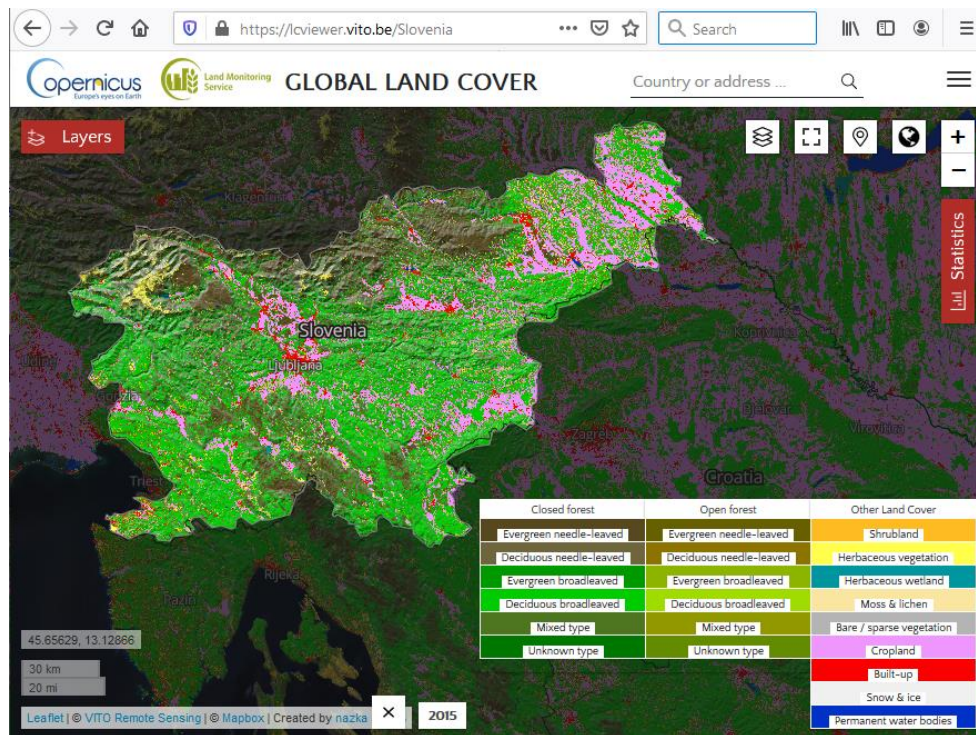 https://lcviewer.vito.be/Slovenia
Search
opernicus
Europe's eyes on Earth
Land Monitoring
Service
GLOBAL LAND COVER
Country or address ...
Layers
+
−
Statistics
Klagenfurt
Slovenia
Ljubljana
Koprivnica
Bjelovar
Virovitica
Zagreb
Croatia
Triest
Rijeka
Closed forest
Open forest
Other Land Cover
Evergreen needle-leaved
Evergreen needle-leaved
Shrubland
Deciduous needle-leaved
Deciduous needle-leaved
Herbaceous vegetation
Evergreen broadleaved
Evergreen broadleaved
Herbaceous wetland
Deciduous broadleaved
Deciduous broadleaved
Moss & lichen
Mixed type
Mixed type
Bare / sparse vegetation
Unknown type
Unknown type
Cropland
Built-up
Snow & ice
Permanent water bodies
45.65629, 13.12866
30 km
20 mi
Leaflet | © VITO Remote Sensing | © Mapbox | Created by nazka
2015